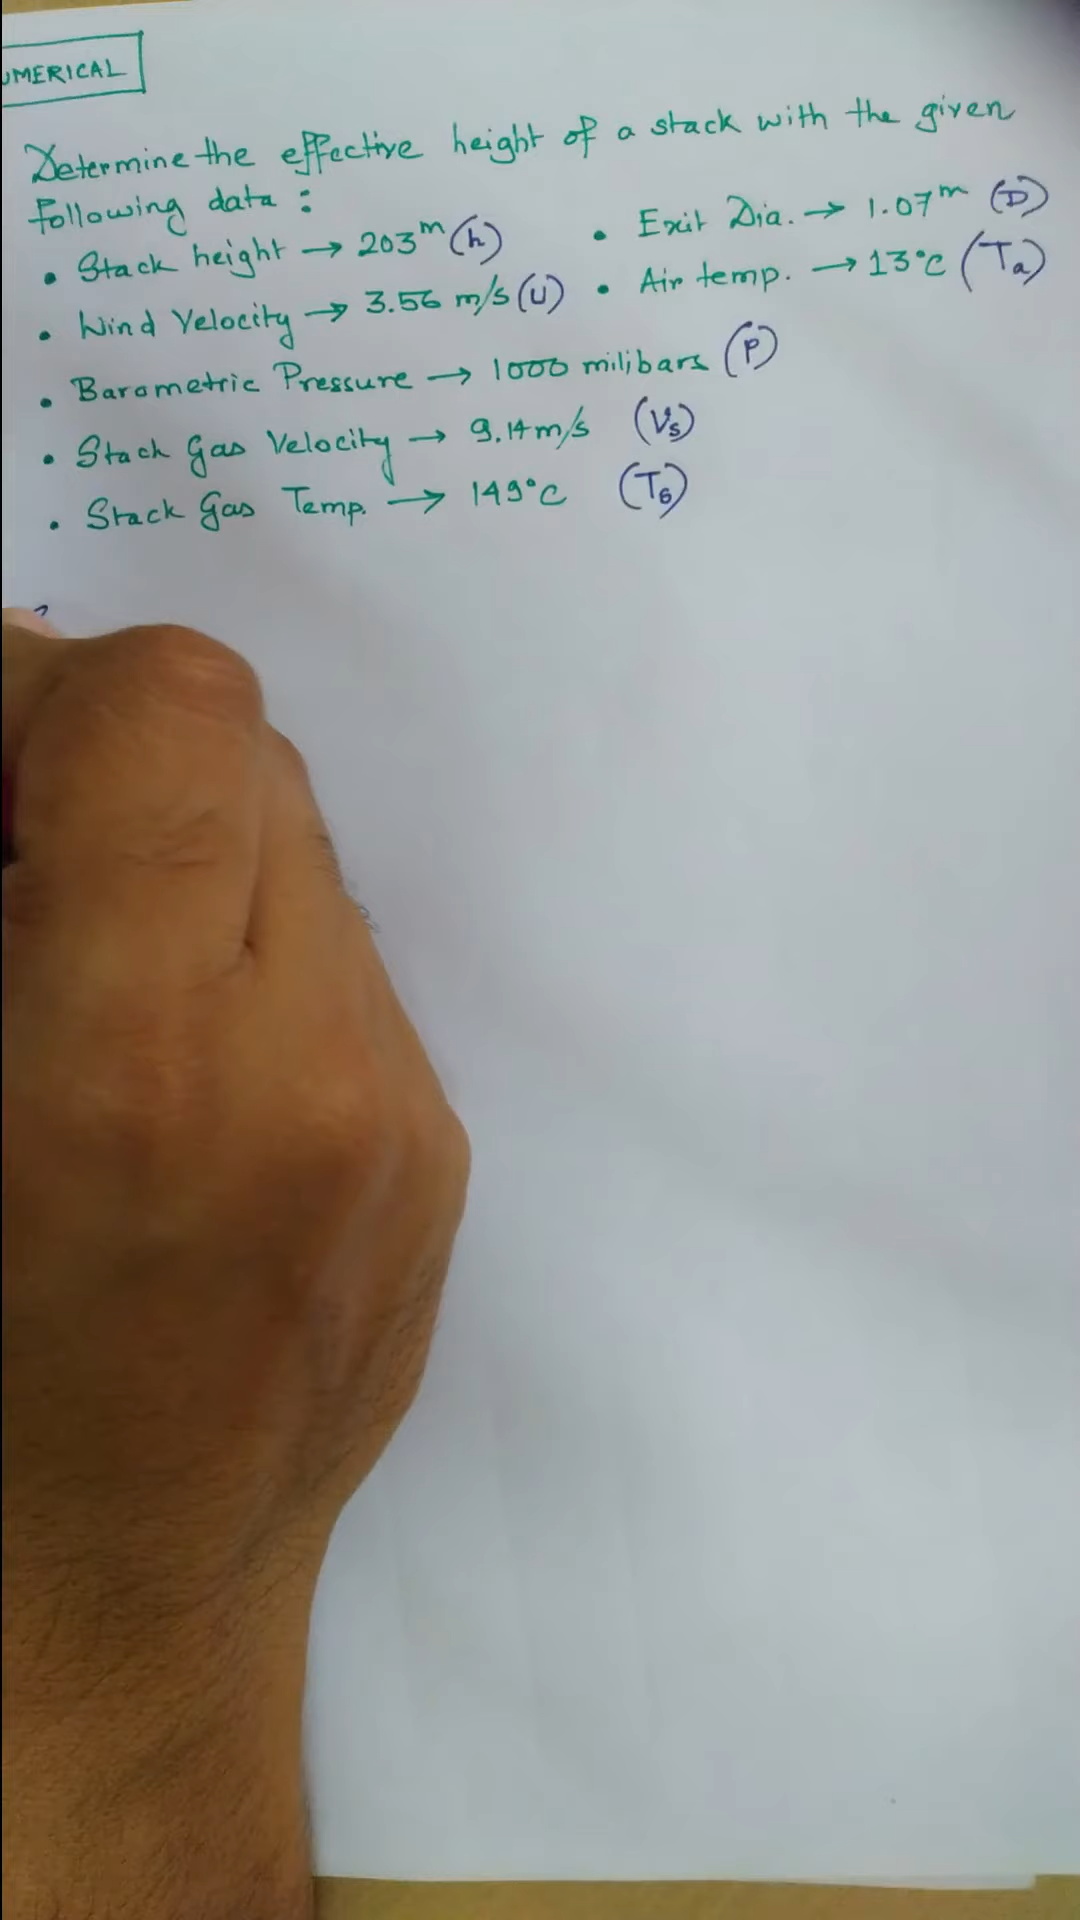 UMERICAL
Determine the effective height of a stack with the given
following data :
• Stack height → 203m (h)
• Exit Dia. → 1.07m (D)
• Wind Velocity → 3.56 m/s (U)
• Air temp. → 13°C (Ta)
• Barometric Pressure → 1000 milibars (P)
• Stack Gas Velocity → 9.14 m/s (Vs)
• Stack Gas Temp. → 149°C (Ts)